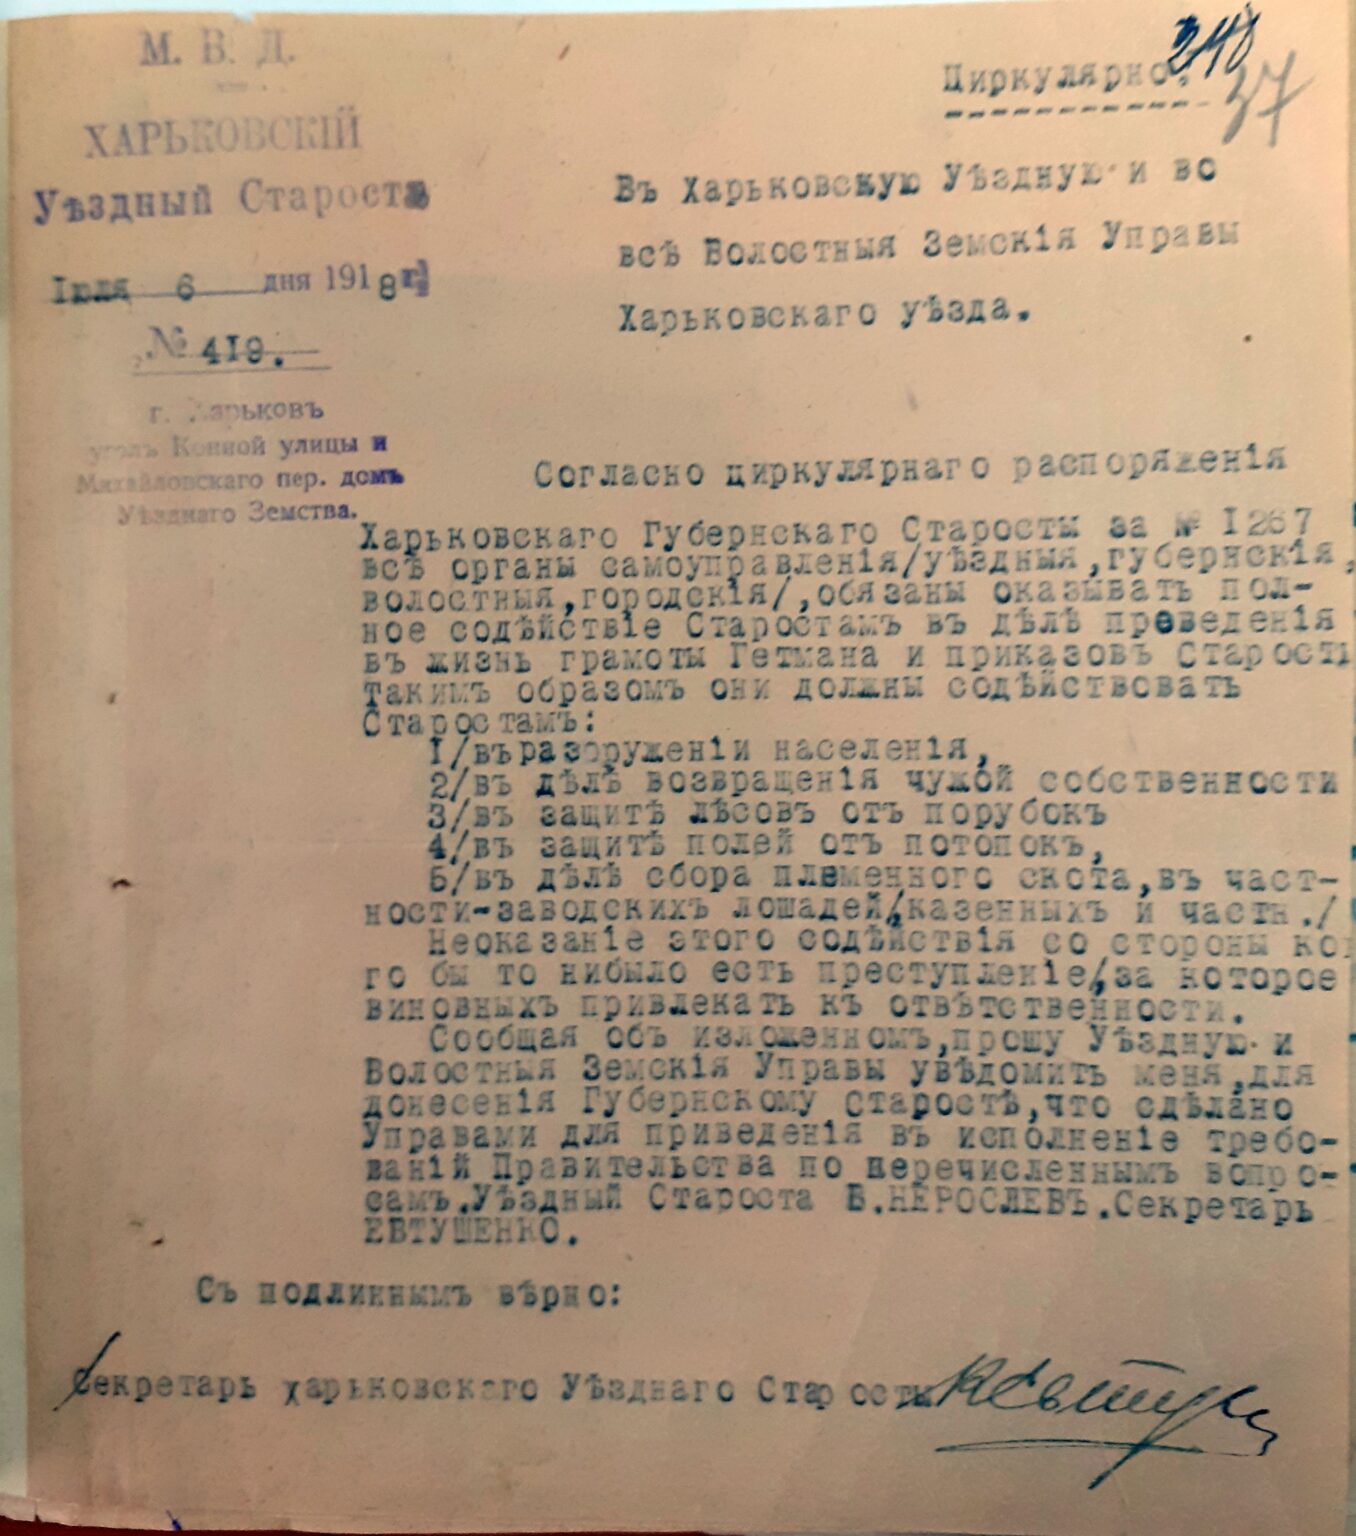 М. В. Д.
ХАРЬКОВСКІЙ
Уѣздный Староста
Іюля 6 дня 1918 г.
№ 419.
г. Харьковъ
уголъ Конной улицы и
Михайловскаго пер. домъ
Уѣзднаго Земства.
Циркулярно.
240
37
Въ Харьковскую Уѣздную и во
всѣ Волостныя Земскія Управы
Харьковскаго уѣзда.
Согласно циркулярнаго распоряженія
Харьковскаго Губернскаго Старосты за № 1267
всѣ органы самоуправленія/уѣздныя,губернскія,
волостныя,городскія/,обязаны оказывать пол-
ное содѣйствіе Старостамъ въ дѣлѣ преведенія
въ жизнь грамоты Гетмана и приказовъ Старость
Такимъ образомъ они должны содѣйствовать
Старостамъ:
1/въ разоруженіи населенія,
2/въ дѣлѣ возвращенія чужой собственности
3/въ защитѣ лѣсовъ отъ порубокъ
4/въ защитѣ полей отъ потопокъ,
5/въ дѣлѣ сбора племенного скота,въ част-
ности-заводскихъ лошадей/казенныхъ и частн./
Неоказаніе этого содѣйствія со стороны ко
го бы то нибыло есть преступленіе,за которое
виновныхъ привлекать къ отвѣтственности.
Сообщая объ изложенномъ,прошу Уѣздную и
Волостныя Земскія Управы увѣдомить меня,для
донесенія Губернскому Старостѣ,что сдѣлано
Управами для приведенія въ исполненіе требо-
ваній Правительства по перечисленнымъ вопро-
самъ.Уѣздный Староста В.НЕРОСЛЕВЪ.Секретарь
ЕВТУШЕНКО.
Съ подлиннымъ вѣрно:
Секретарь Харьковскаго Уѣзднаго Старосты